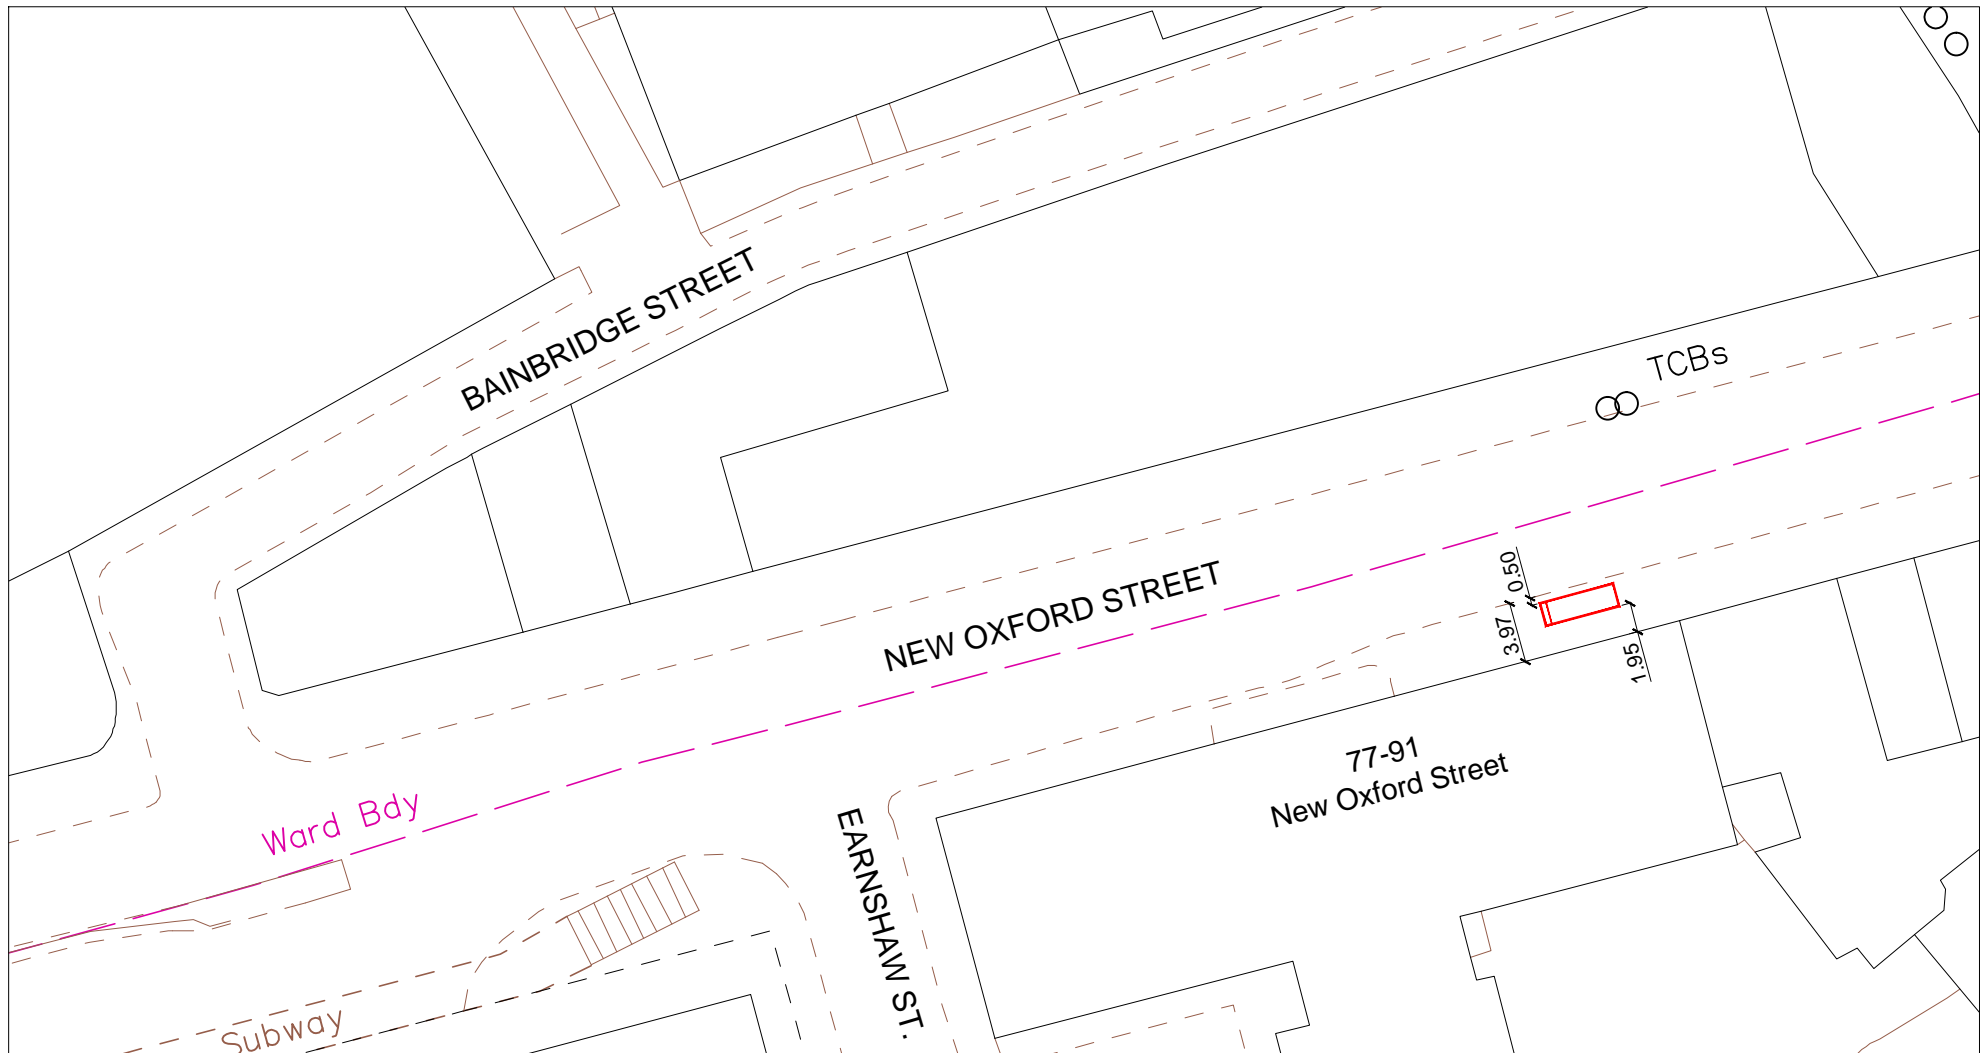 BAINBRIDGE STREET
TCBs
0.50
NEW OXFORD STREET
3.97
1.95
77-91
New Oxford Street
Ward Bdy
EARNSHAW ST.
Subway